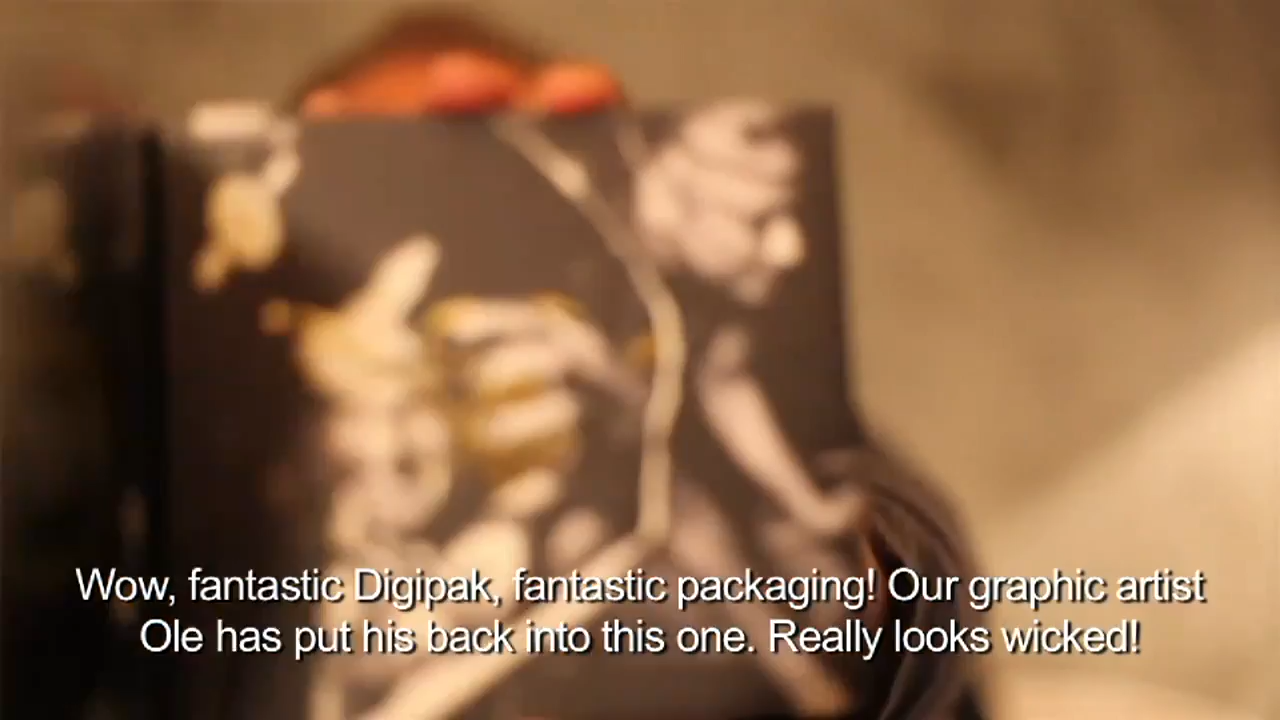 Wow, fantastic Digipak, fantastic packaging! Our graphic artist
Ole has put his back into this one. Really looks wicked!